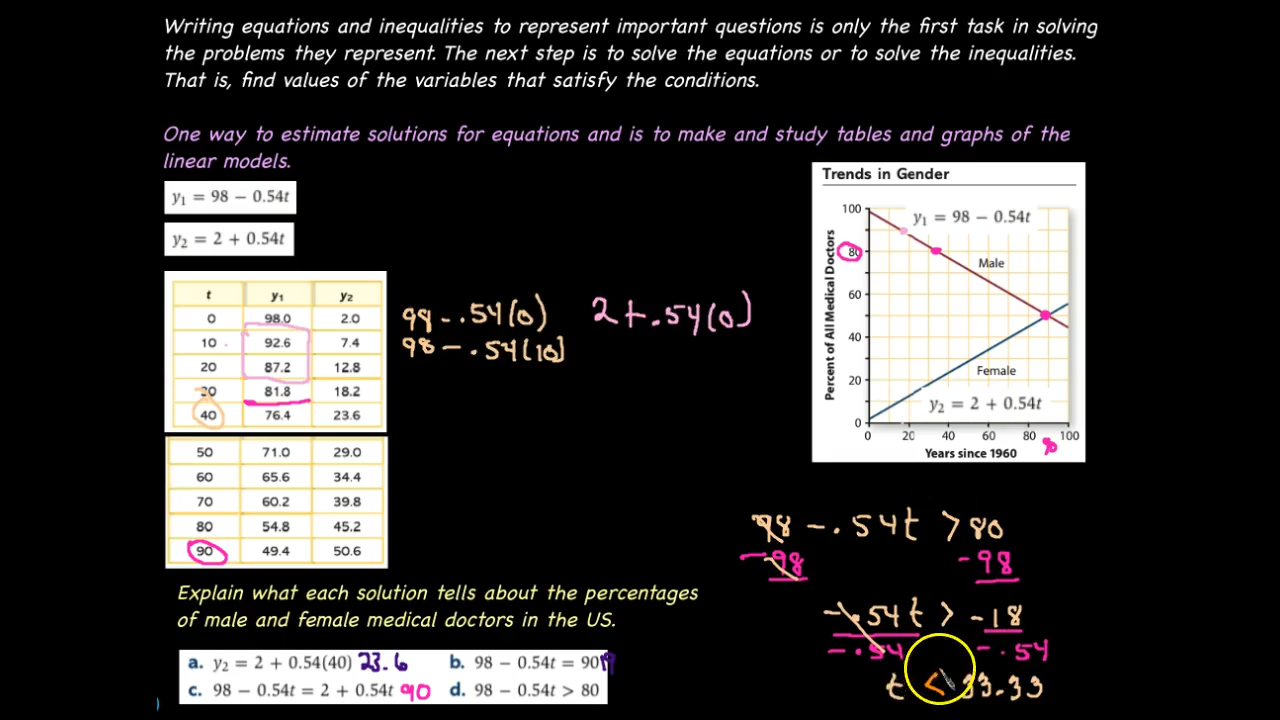 Writing equations and inequalities to represent important questions is only the first task in solving
the problems they represent. The next step is to solve the equations or to solve the inequalities.
That is, find values of the variables that satisfy the conditions.
One way to estimate solutions for equations and is to make and study tables and graphs of the
linear models.
y₁ = 98 − 0.54t
y₂ = 2 + 0.54t
t y₁ y₂
0 98.0 2.0
10 92.6 7.4
20 87.2 12.8
30 81.8 18.2
40 76.4 23.6
50 71.0 29.0
60 65.6 34.4
70 60.2 39.8
80 54.8 45.2
90 49.4 50.6
98 - .54(0)
98 - .54(10)
2 + .54(0)
Trends in Gender
Percent of All Medical Doctors
100
80
60
40
20
0
y₁ = 98 − 0.54t
Male
Female
y₂ = 2 + 0.54t
0 20 40 60 80 100
90
Years since 1960
98 - .54t > 80
-98 -98
-.54t > -18
-.54 -.54
t < 33.33
Explain what each solution tells about the percentages
of male and female medical doctors in the US.
a. y₂ = 2 + 0.54(40) 23.6 b. 98 − 0.54t = 90
c. 98 − 0.54t = 2 + 0.54t 90 d. 98 − 0.54t > 80